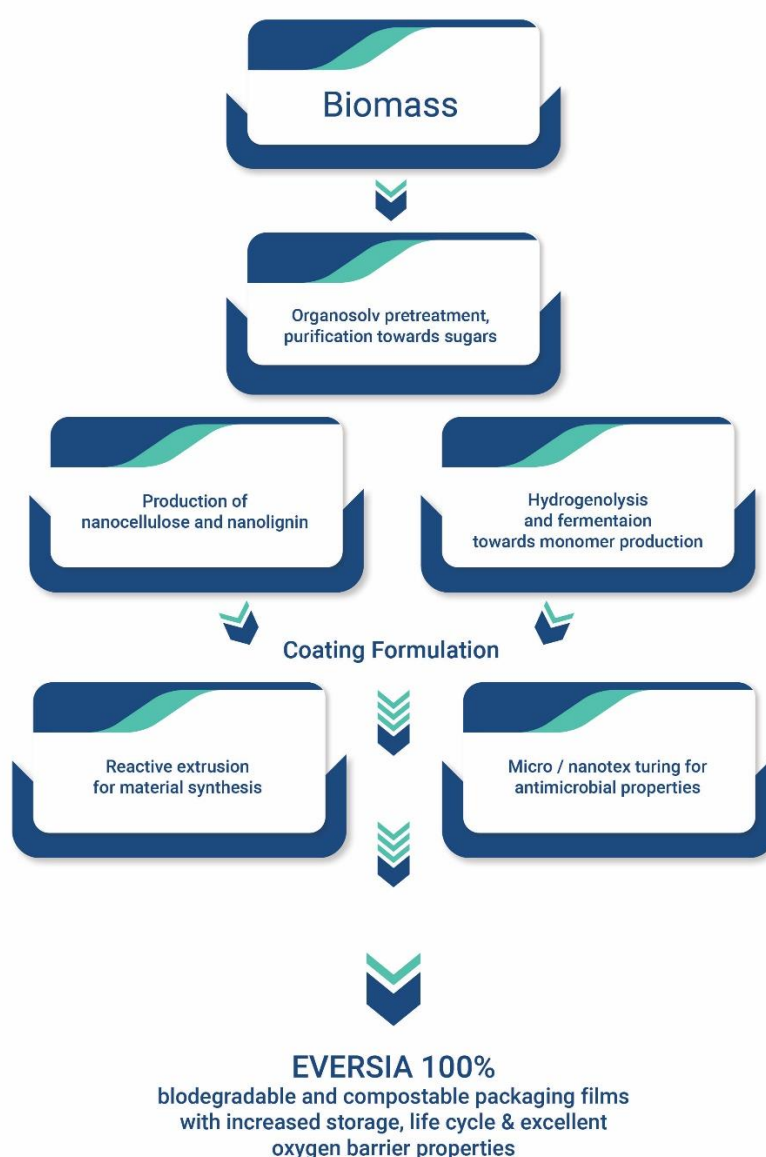 Biomass
Organosolv pretreatment,
purification towards sugars
Production of
nanocellulose and nanolignin
Hydrogenolysis
and fermentaion
towards monomer production
Coating Formulation
Reactive extrusion
for material synthesis
Micro / nanotex turing for
antimicrobial properties
EVERSIA 100%
blodegradable and compostable packaging films
with increased storage, life cycle & excellent
oxygen barrier properties